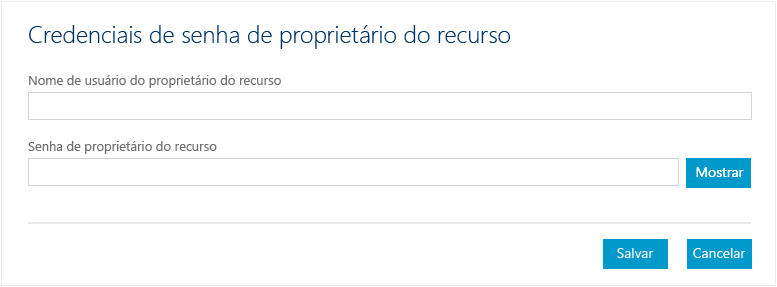 Credenciais de senha de proprietário do recurso
Nome de usuário do proprietário do recurso
Senha de proprietário do recurso
Mostrar
Salvar
Cancelar